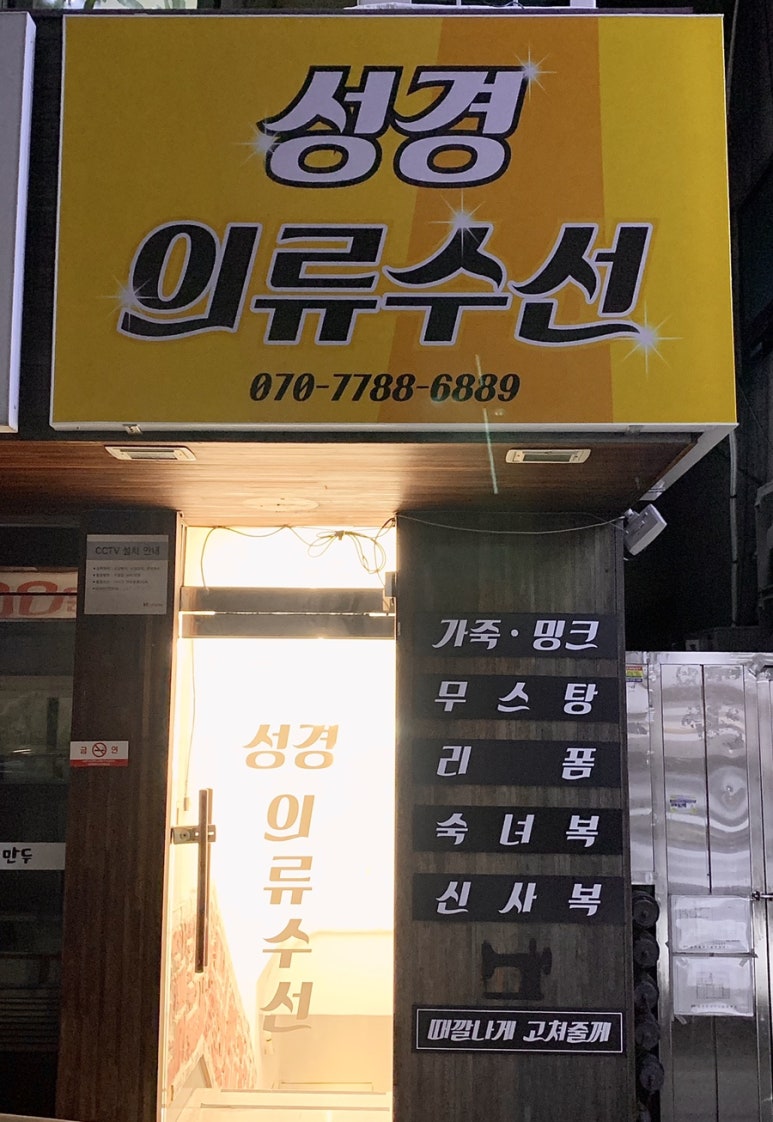 성경
의류수선
070-7788-6889
CCTV 설치 안내
가죽·밍크
무스탕
리폼
숙녀복
신사복
때깔나게 고쳐줄께
성경
의류수선
금연
만두